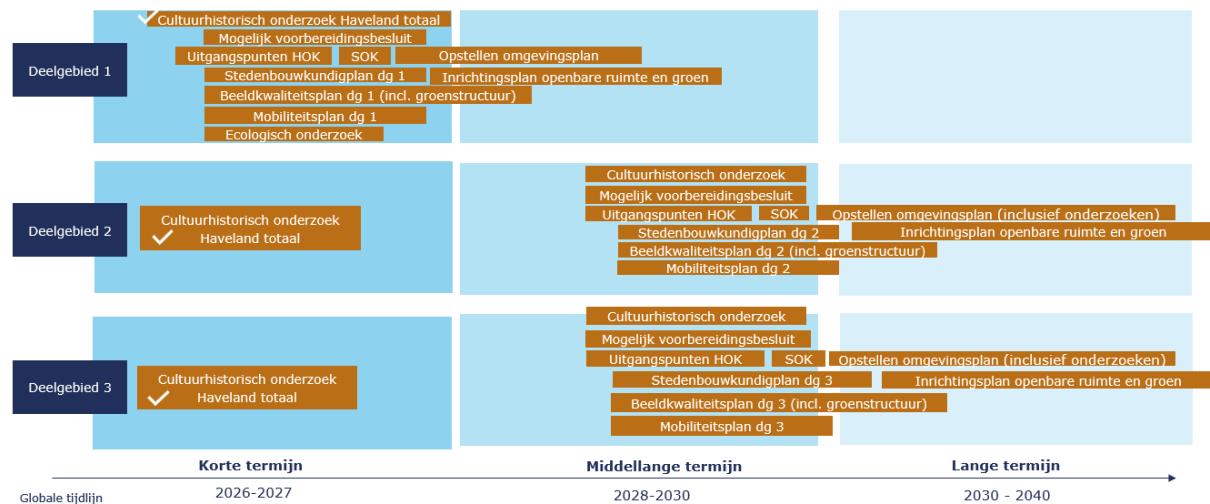 Cultuurhistorisch onderzoek Haveland totaal
Mogelijk voorbereidingsbesluit
Uitgangspunten HOK
SOK
Opstellen omgevingsplan
Deelgebied 1
Stedenbouwkundigplan dg 1
Inrichtingsplan openbare ruimte en groen
Beeldkwaliteitsplan dg 1 (incl. groenstructuur)
Mobiliteitsplan dg 1
Ecologisch onderzoek
Cultuurhistorisch onderzoek
Mogelijk voorbereidingsbesluit
Uitgangspunten HOK
SOK
Opstellen omgevingsplan (inclusief onderzoeken)
Deelgebied 2
Cultuurhistorisch onderzoek
Haveland totaal
Stedenbouwkundigplan dg 2
Inrichtingsplan openbare ruimte en groen
Beeldkwaliteitsplan dg 2 (incl. groenstructuur)
Mobiliteitsplan dg 2
Cultuurhistorisch onderzoek
Mogelijk voorbereidingsbesluit
Uitgangspunten HOK
SOK
Opstellen omgevingsplan (inclusief onderzoeken)
Deelgebied 3
Cultuurhistorisch onderzoek
Haveland totaal
Stedenbouwkundigplan dg 3
Inrichtingsplan openbare ruimte en groen
Beeldkwaliteitsplan dg 3 (incl. groenstructuur)
Mobiliteitsplan dg 3
Korte termijn
Middellange termijn
Lange termijn
Globale tijdlijn
2026-2027
2028-2030
2030 - 2040